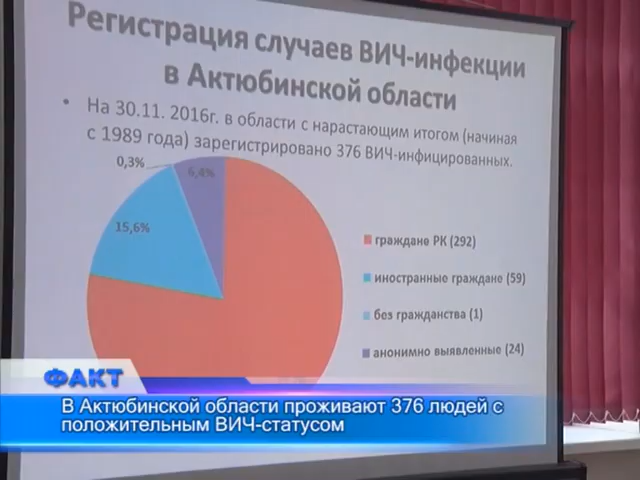 Регистрация случаев ВИЧ-инфекции
в Актюбинской области
• На 30.11. 2016г. в области с нарастающим итогом (начиная
с 1989 года) зарегистрировано 376 ВИЧ-инфицированных.
0,3%
6,4%
15,6%
граждане РК (292)
иностранные граждане (59)
без гражданства (1)
анонимно выявленные (24)
ФАКТ
В Актюбинской области проживают 376 людей с
положительным ВИЧ-статусом